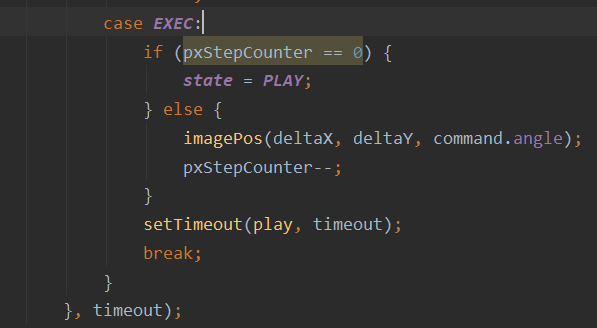 case EXEC:
if (pxStepCounter == 0) {
state = PLAY;
} else {
imagePos(deltaX, deltaY, command.angle);
pxStepCounter--;
}
setTimeout(play, timeout);
break;
}
}, timeout);